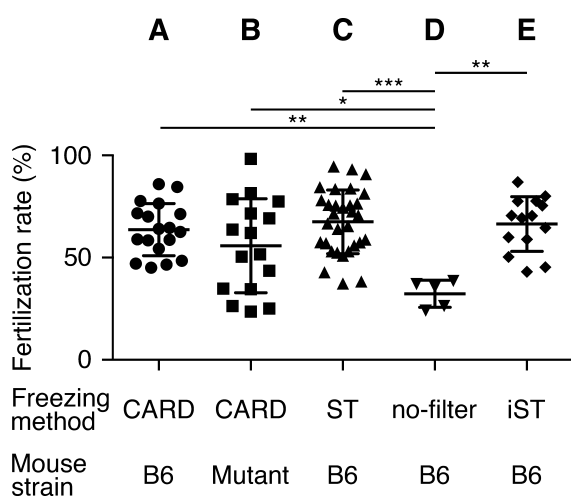 A B C D E
**
***
*
**
Fertilization rate (%)
100
50
0
Freezing method CARD CARD ST no-filter iST
Mouse strain B6 Mutant B6 B6 B6